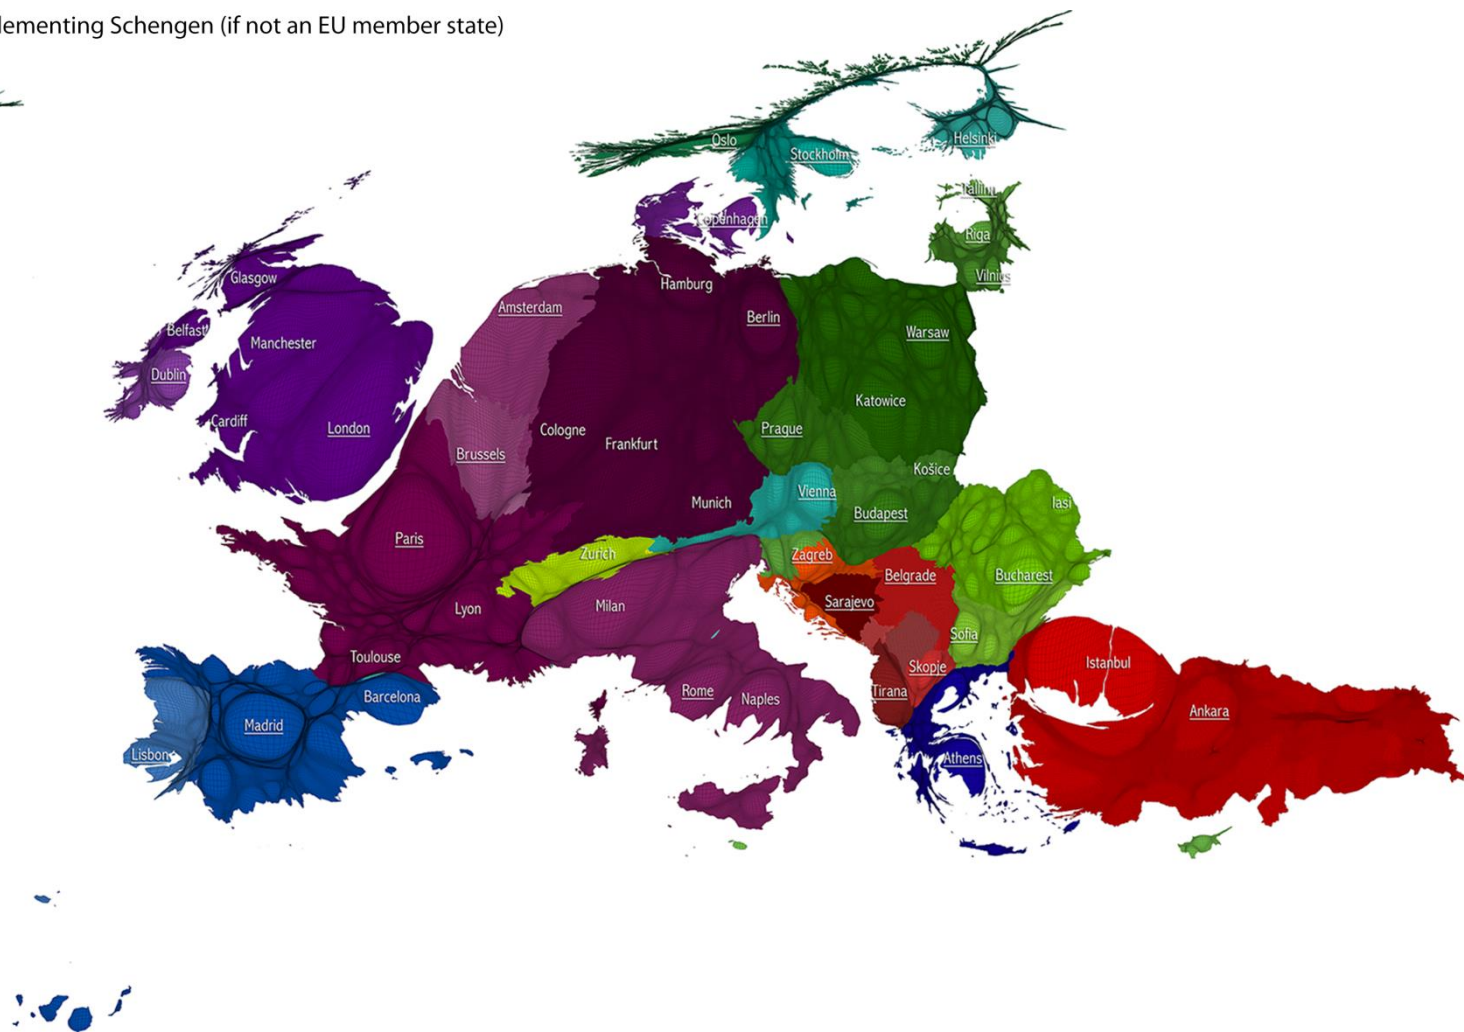 lementing Schengen (if not an EU member state)
Oslo
Stockholm
Helsinki
Tallinn
Riga
Vilnius
Copenhagen
Glasgow
Belfast
Manchester
Dublin
Cardiff
London
Amsterdam
Hamburg
Berlin
Warsaw
Katowice
Cologne
Frankfurt
Prague
Brussels
Košice
Munich
Vienna
Budapest
Iasi
Paris
Zurich
Zagreb
Belgrade
Bucharest
Lyon
Milan
Sarajevo
Sofia
Toulouse
Skopje
Istanbul
Barcelona
Rome
Naples
Tirana
Ankara
Madrid
Lisbon
Athens